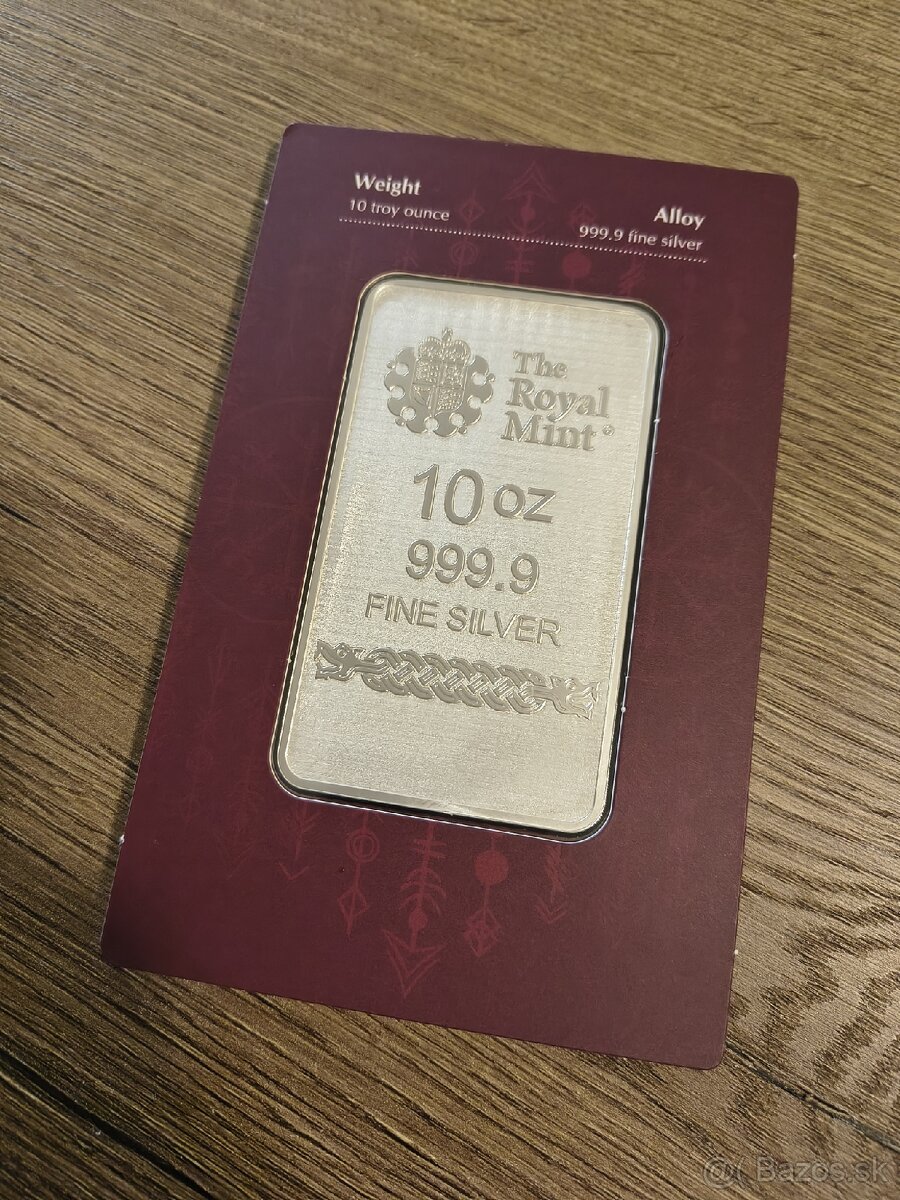 Weight
10 troy ounce
Alloy
999.9 fine silver
The
Royal
Mint®
10 oz
999.9
FINE SILVER
@( Bazos.sk